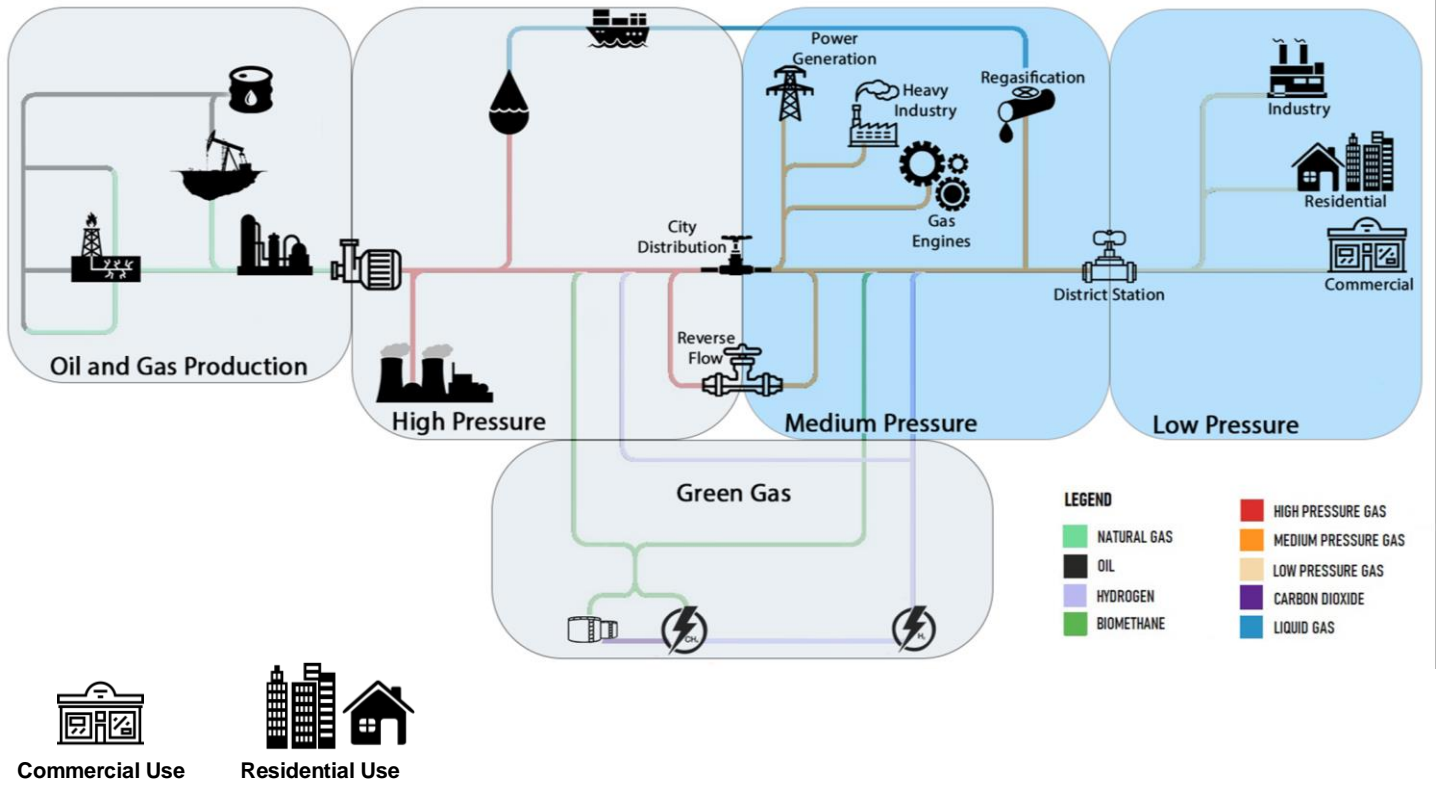 Power
Generation
Heavy
Industry
Regasification
Industry
Residential
City
Distribution
Gas
Engines
District Station
Commercial
Reverse
Flow
Oil and Gas Production
High Pressure
Medium Pressure
Low Pressure
Green Gas
CH₄
H₂
LEGEND
NATURAL GAS
OIL
HYDROGEN
BIOMETHANE
HIGH PRESSURE GAS
MEDIUM PRESSURE GAS
LOW PRESSURE GAS
CARBON DIOXIDE
LIQUID GAS
Commercial Use
Residential Use